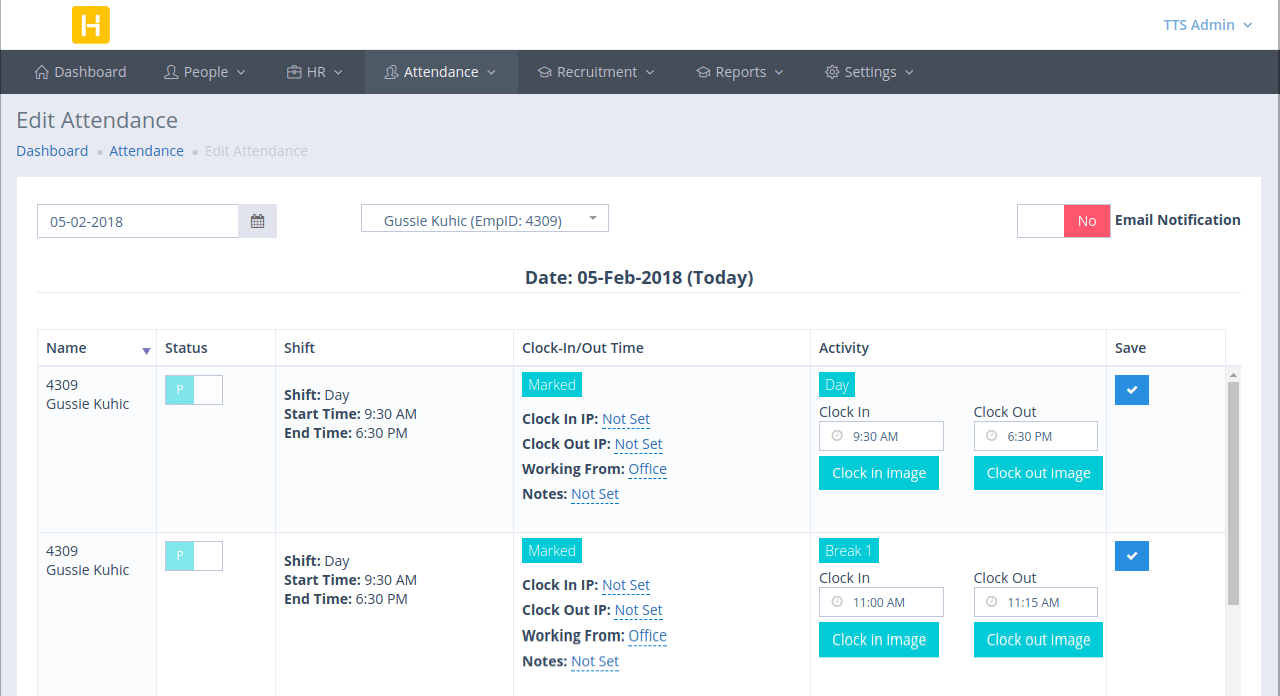 H
TTS Admin
Dashboard People HR Attendance Recruitment Reports Settings
Edit Attendance
Dashboard Attendance Edit Attendance
05-02-2018 Gussie Kuhic (EmpID: 4309) No Email Notification
Date: 05-Feb-2018 (Today)
Name Status Shift Clock-In/Out Time Activity Save
4309
Gussie Kuhic
P
Shift: Day
Start Time: 9:30 AM
End Time: 6:30 PM
Marked
Clock In IP: Not Set
Clock Out IP: Not Set
Working From: Office
Notes: Not Set
Day
Clock In Clock Out
9:30 AM 6:30 PM
Clock in image Clock out image
4309
Gussie Kuhic
P
Shift: Day
Start Time: 9:30 AM
End Time: 6:30 PM
Marked
Clock In IP: Not Set
Clock Out IP: Not Set
Working From: Office
Notes: Not Set
Break 1
Clock In Clock Out
11:00 AM 11:15 AM
Clock in image Clock out image